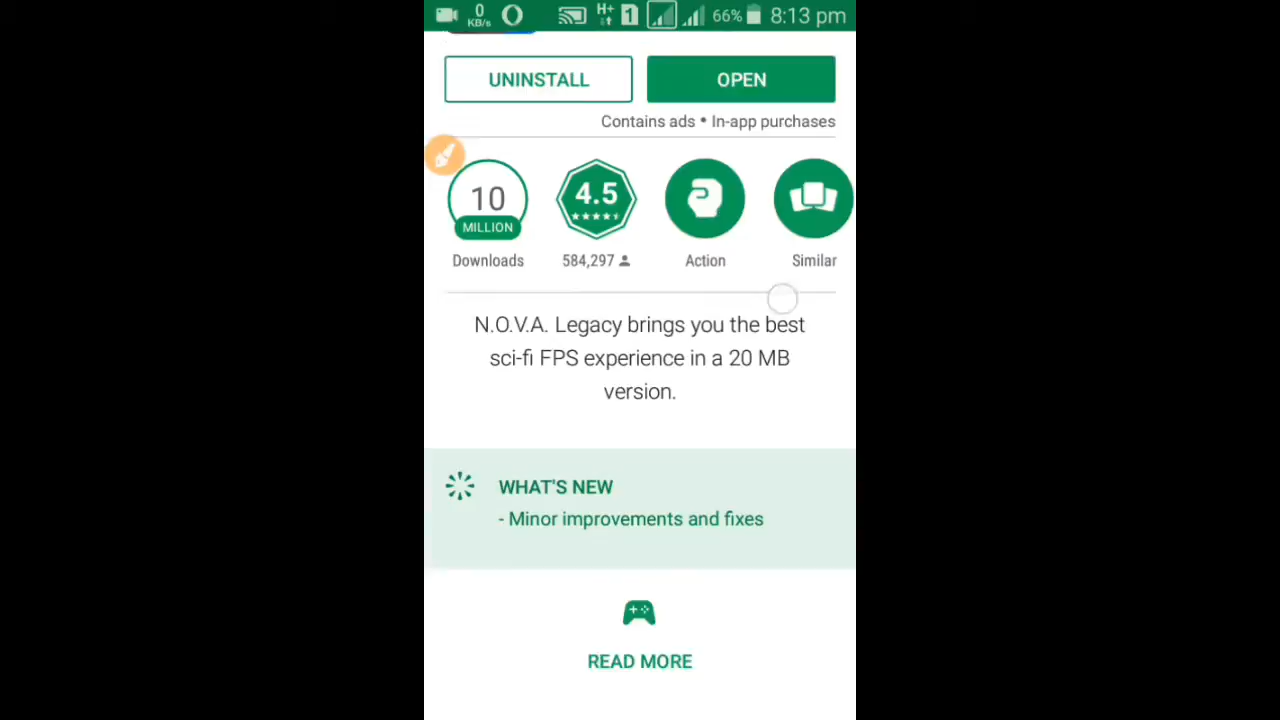 0
KB/s
H+
1
66%
8:13 pm
UNINSTALL
OPEN
Contains ads • In-app purchases
10
MILLION
Downloads
4.5
584,297
Action
Similar
N.O.V.A. Legacy brings you the best
sci-fi FPS experience in a 20 MB
version.
WHAT'S NEW
- Minor improvements and fixes
READ MORE